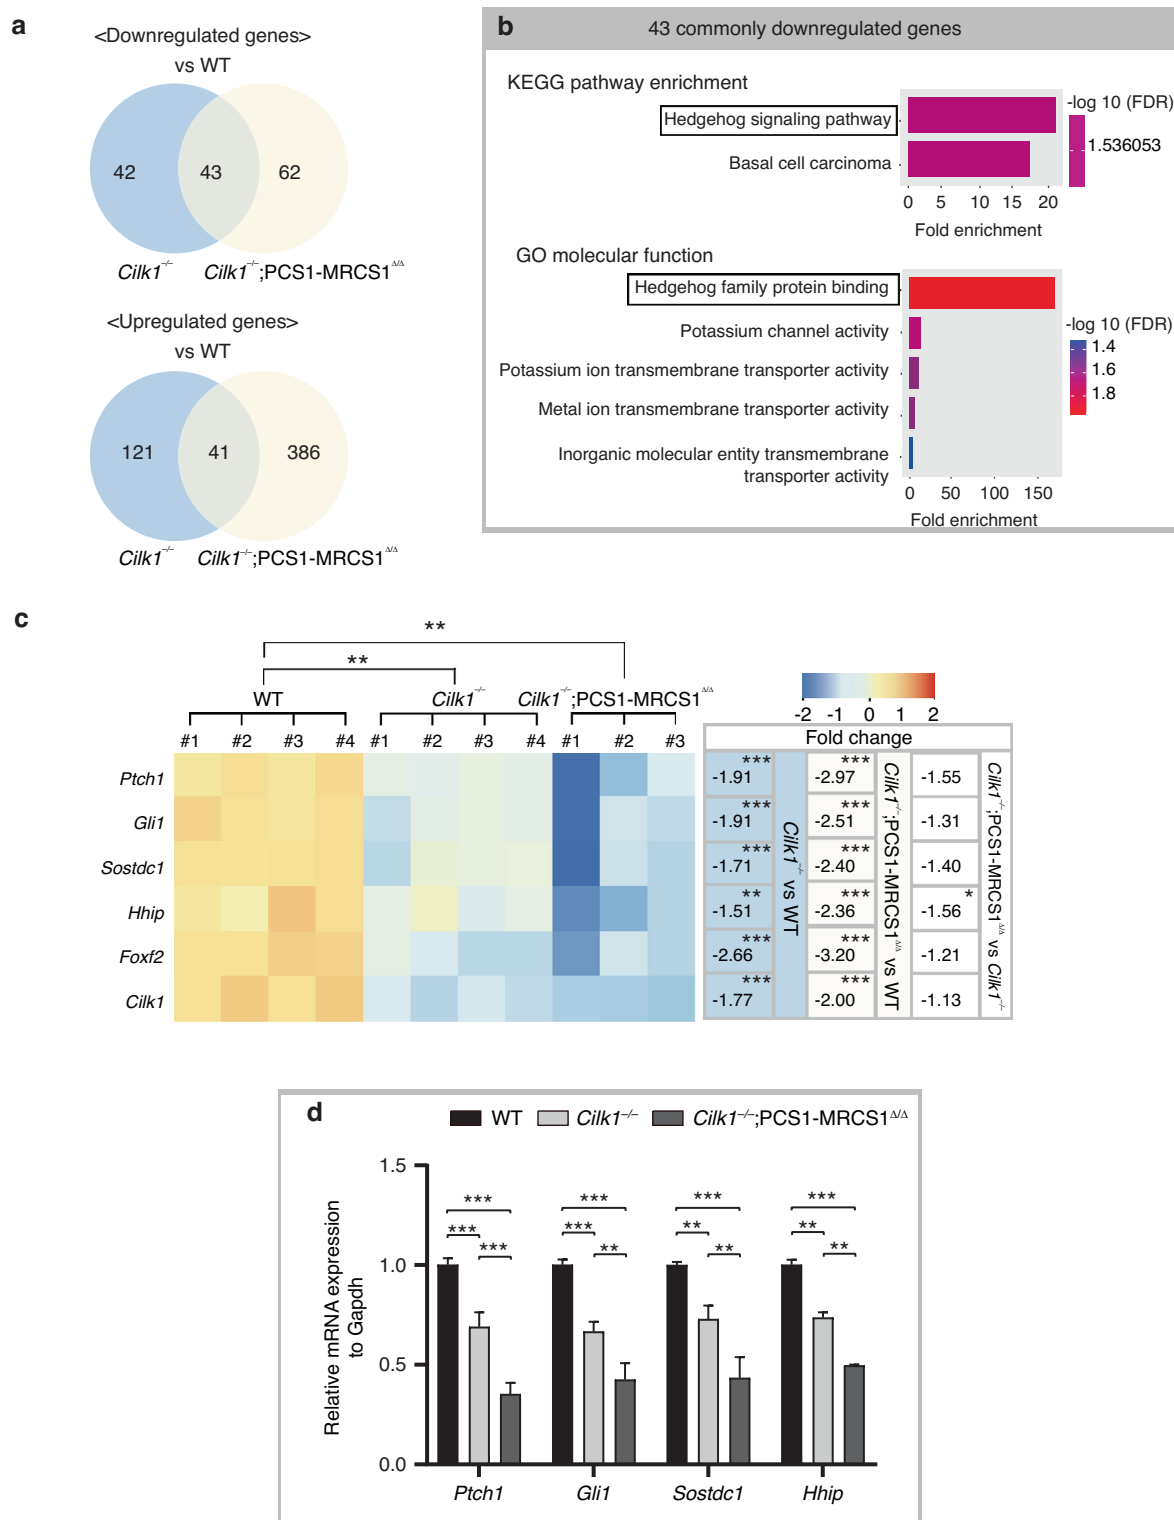 a
<Downregulated genes>
vs WT
42 43 62
Cilk1-/- Cilk1-/-;PCS1-MRCS1Δ/Δ
<Upregulated genes>
vs WT
121 41 386
Cilk1-/- Cilk1-/-;PCS1-MRCS1Δ/Δ
b
43 commonly downregulated genes
KEGG pathway enrichment
Hedgehog signaling pathway
Basal cell carcinoma
0 5 10 15 20
Fold enrichment
-log 10 (FDR)
1.536053
GO molecular function
Hedgehog family protein binding
Potassium channel activity
Potassium ion transmembrane transporter activity
Metal ion transmembrane transporter activity
Inorganic molecular entity transmembrane
transporter activity
0 50 100 150
Fold enrichment
-log 10 (FDR)
1.4
1.6
1.8
c
**
**
WT Cilk1-/- Cilk1-/-;PCS1-MRCS1Δ/Δ
#1 #2 #3 #4 #1 #2 #3 #4 #1 #2 #3
Ptch1
Gli1
Sostdc1
Hhip
Foxf2
Cilk1
-2 -1 0 1 2
Fold change
*** ***
-1.91 -2.97 -1.55
*** ***
-1.91 -2.51 -1.31
*** ***
-1.71 -2.40 -1.40
** *** *
-1.51 -2.36 -1.56
*** ***
-2.66 -3.20 -1.21
*** ***
-1.77 -2.00 -1.13
Cilk1-/- vs WT
Cilk1-/-;PCS1-MRCS1Δ/Δ vs WT
Cilk1-/-;PCS1-MRCS1Δ/Δ vs Cilk1-/-
d
WT Cilk1-/- Cilk1-/-;PCS1-MRCS1Δ/Δ
Relative mRNA expression
to Gapdh
1.5
1.0
0.5
0.0
*** *** *** ***
*** *** ** **
*** ** ** **
Ptch1 Gli1 Sostdc1 Hhip